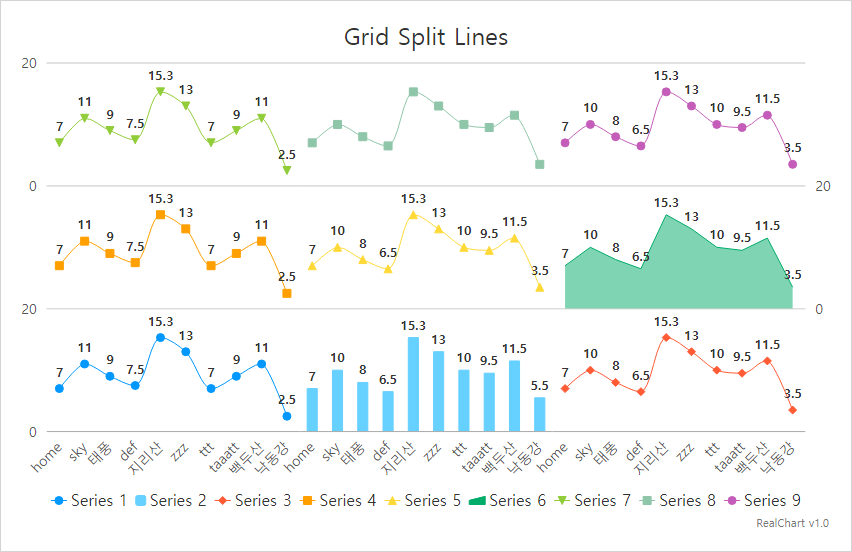 Grid Split Lines
20
15.3 15.3
11 13 11 10 13 11.5
7 9 7.5 7 9 2.5 7 8 6.5 10 9.5 3.5
0 20
15.3 15.3 15.3
11 13 11 10 13 11.5 10 13 11.5
7 9 7.5 7 9 2.5 7 8 6.5 10 9.5 3.5 7 8 6.5 10 9.5 3.5
20 0
15.3 15.3 15.3
11 13 11 10 13 11.5 10 13 11.5
7 9 7.5 7 9 2.5 7 8 6.5 10 9.5 5.5 7 8 6.5 10 9.5 3.5
0
home sky 태풍 def 지리산 zzz ttt taaatt 백두산 낙동강 home sky 태풍 def 지리산 zzz ttt taaatt 백두산 낙동강 home sky 태풍 def 지리산 zzz ttt taaatt 백두산 낙동강
Series 1 Series 2 Series 3 Series 4 Series 5 Series 6 Series 7 Series 8 Series 9
RealChart v1.0